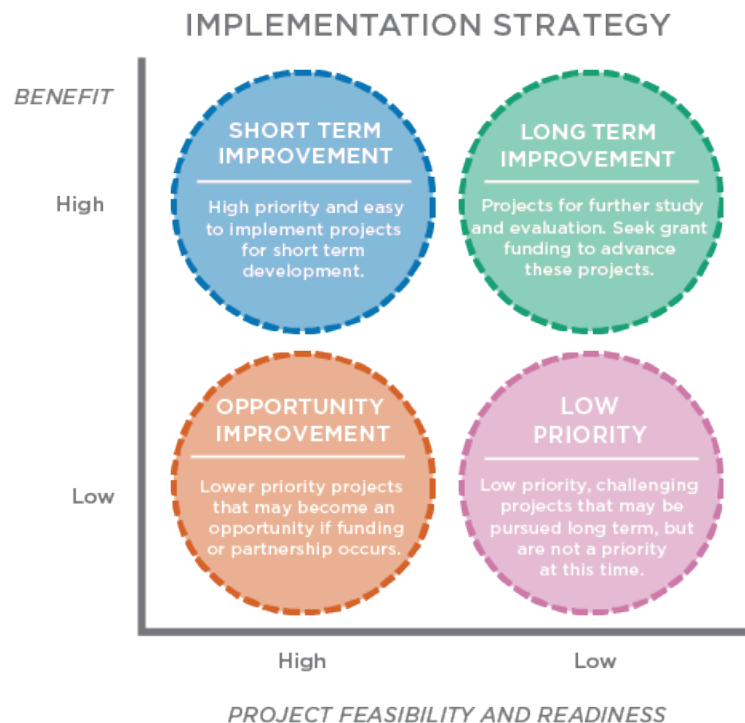 IMPLEMENTATION STRATEGY
BENEFIT
High
SHORT TERM
IMPROVEMENT
High priority and easy
to implement projects
for short term
development.
LONG TERM
IMPROVEMENT
Projects for further study
and evaluation. Seek grant
funding to advance
these projects.
Low
OPPORTUNITY
IMPROVEMENT
Lower priority projects
that may become an
opportunity if funding
or partnership occurs.
LOW
PRIORITY
Low priority, challenging
projects that may be
pursued long term, but
are not a priority
at this time.
High
Low
PROJECT FEASIBILITY AND READINESS